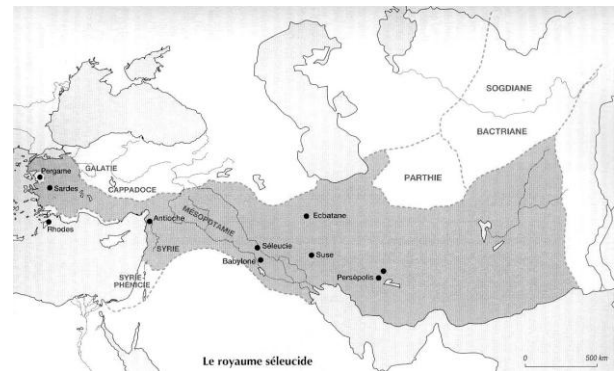 SOGDIANE
BACTRIANE
PARTHIE
GALATIE
Pergame
Sardes
CAPPADOCE
Rhodes
Antioche
MÉSOPOTAMIE
Ecbatane
SYRIE
Séleucie
Suse
Babylone
SYRIE-
PHÉNICIE
Persépolis
Le royaume séleucide
0 500 km